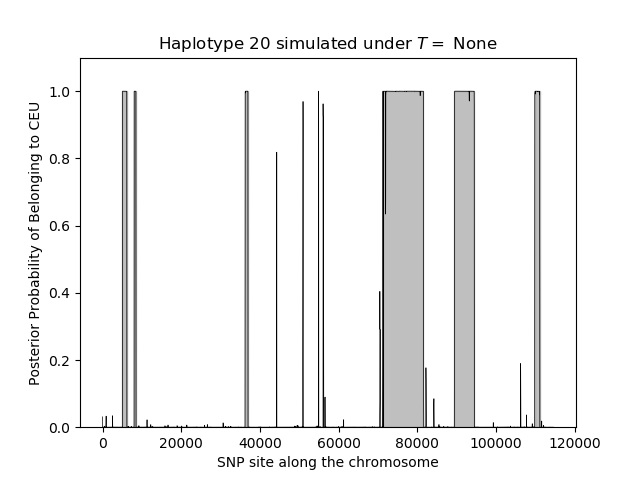 Haplotype 20 simulated under T = None
Posterior Probability of Belonging to CEU
1.0
0.8
0.6
0.4
0.2
0.0
0 20000 40000 60000 80000 100000 120000
SNP site along the chromosome